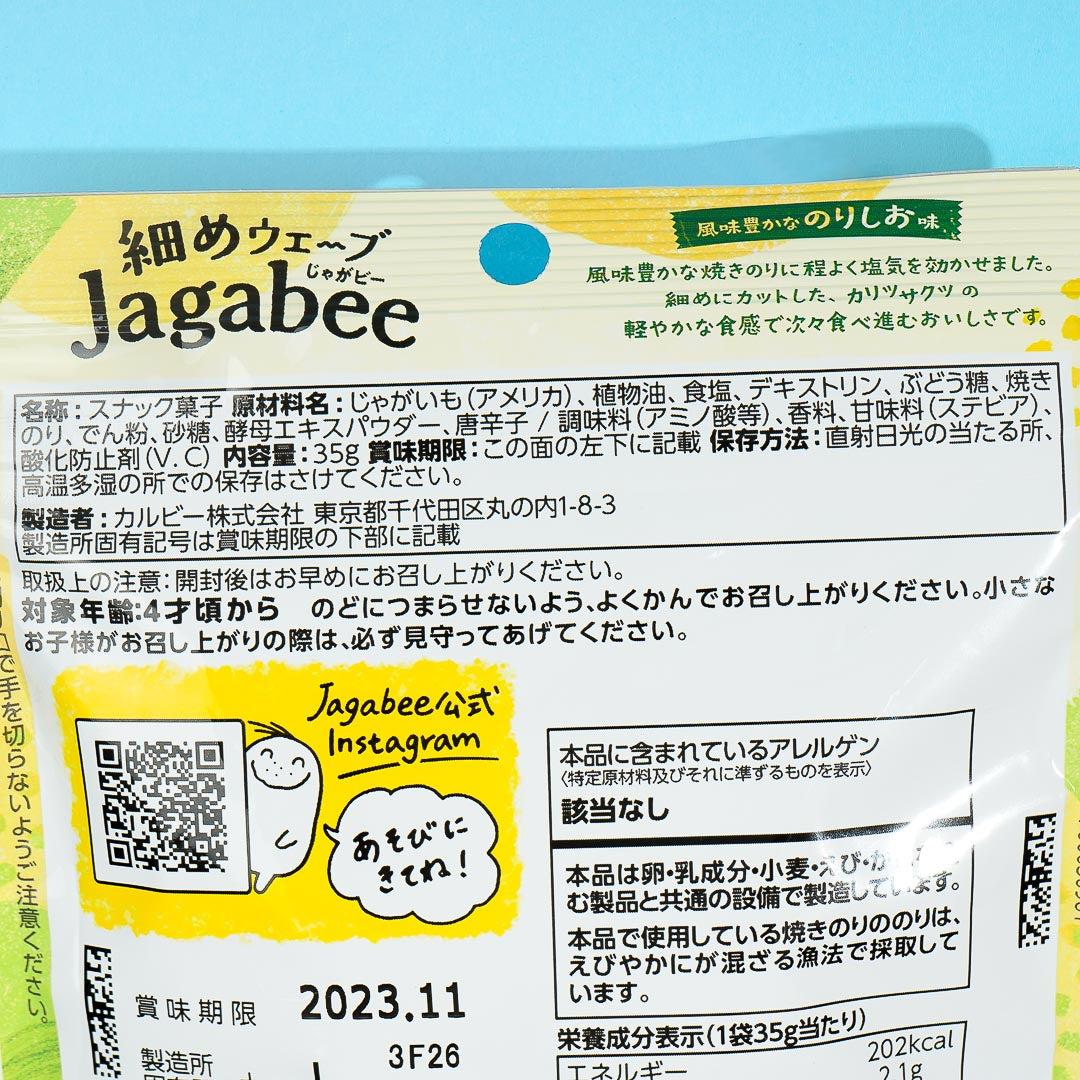 細めウェ～ブ
じゃがビー
Jagabee
風味豊かなのりしお味
風味豊かな焼きのりに程よく塩気を効かせました。
細めにカットした、カリッサクッの
軽やかな食感で次々食べ進むおいしさです。
名称：スナック菓子 原材料名：じゃがいも(アメリカ)、植物油、食塩、デキストリン、ぶどう糖、焼き
のり、でん粉、砂糖、酵母エキスパウダー、唐辛子 / 調味料(アミノ酸等)、香料、甘味料(ステビア)、
酸化防止剤(V.C) 内容量：35g 賞味期限：この面の左下に記載 保存方法：直射日光の当たる所、
高温多湿の所での保存はさけてください。
製造者：カルビー株式会社 東京都千代田区丸の内1-8-3
製造所固有記号は賞味期限の下部に記載
取扱上の注意：開封後はお早めにお召し上がりください。
対象年齢：4才頃から のどにつまらせないよう、よくかんでお召し上がりください。小さな
お子様がお召し上がりの際は、必ず見守ってあげてください。
で手を切らないようご注意ください。
Jagabee公式
Instagram
あそびに
きてね！
本品に含まれているアレルゲン
〈特定原材料及びそれに準ずるものを表示〉
該当なし
本品は卵・乳成分・小麦・えび・か
む製品と共通の設備で製造しています。
本品で使用している焼きのりののりは、
えびやかにが混ざる漁法で採取して
います。
賞味期限 2023.11
製造所 3F26
栄養成分表示(1袋35g当たり)
エネルギー 202kcal
2.1g